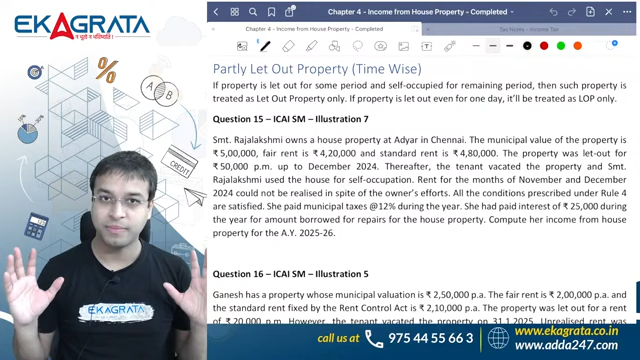 EKAGRATA
Chapter 4 – Income from House Property – Completed
Chapter 4 – Income from House Property – Completed
Tax Notes – Income Tax
Partly Let Out Property (Time Wise)
If property is let out for some period and self-occupied for remaining period, then such property is
treated as Let Out Property only. If property is let out even for one day, it'll be treated as LOP only.
Question 15 – ICAI SM – Illustration 7
Smt. Rajalakshmi owns a house property at Adyar in Chennai. The municipal value of the property
is ₹ 5,00,000, fair rent is ₹ 4,20,000 and standard rent is ₹ 4,80,000. The property was let-out for
₹ 50,000 p.m. up to December 2024. Thereafter, the tenant vacated the property and Smt.
Rajalakshmi used the house for self-occupation. Rent for the months of November and December
2024 could not be realised in spite of the owner's efforts. All the conditions prescribed under Rule 4
are satisfied. She paid municipal taxes @12% during the year. She had paid interest of ₹ 25,000 during
the year for amount borrowed for repairs for the house property. Compute her income from house
property for the A.Y. 2025-26.
Question 16 – ICAI SM – Illustration 5
Ganesh has a property whose municipal valuation is ₹ 2,50,000 p.a. The fair rent is ₹ 2,00,000 p.a. and
the standard rent fixed by the Rent Control Act is ₹ 2,10,000 p.a. The property was let out for a rent
of ₹ 20,000 p.m. However, the tenant vacated the property on 31.1.2025. Unrealised rent was
%
A
B
CREDIT
EKAGRATA
call us at
975 44 55 66 3
www.ekagrata.co.in
www.adda247.com